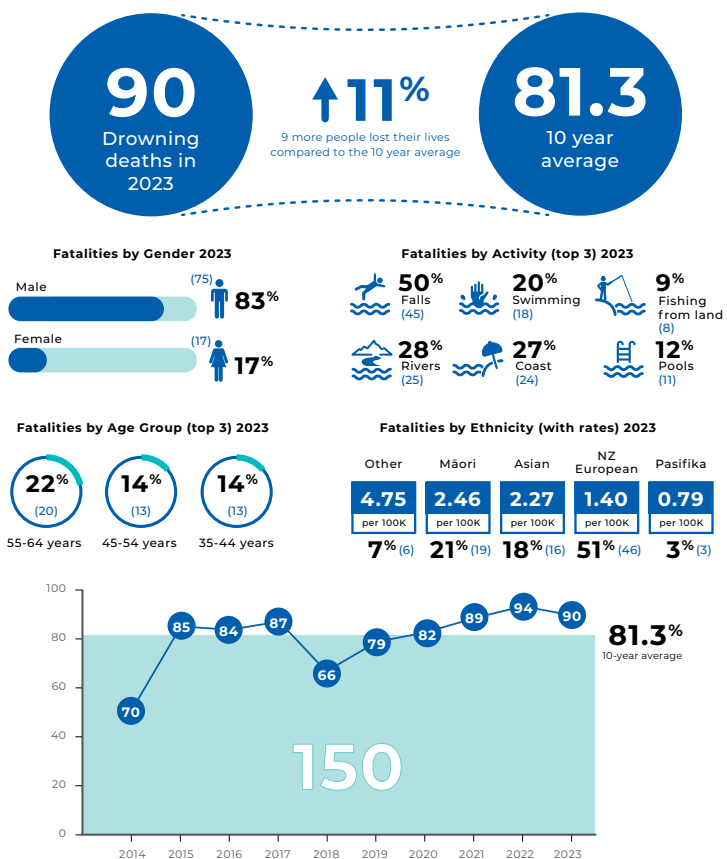 90
Drowning
deaths in
2023
11%
9 more people lost their lives
compared to the 10 year average
81.3
10 year
average
Fatalities by Gender 2023
Male
(75)
83%
Female
(17)
17%
Fatalities by Activity (top 3) 2023
50%
Falls
(45)
20%
Swimming
(18)
9%
Fishing
from land
(8)
28%
Rivers
(25)
27%
Coast
(24)
12%
Pools
(11)
Fatalities by Age Group (top 3) 2023
22%
(20)
55-64 years
14%
(13)
45-54 years
14%
(13)
35-44 years
Fatalities by Ethnicity (with rates) 2023
Other
4.75
per 100K
7% (6)
Māori
2.46
per 100K
21% (19)
Asian
2.27
per 100K
18% (16)
NZ
European
1.40
per 100K
51% (46)
Pasifika
0.79
per 100K
3% (3)
100
80
60
40
20
0
70
85
84
87
66
79
82
89
94
90
81.3%
10-year average
150
2014 2015 2016 2017 2018 2019 2020 2021 2022 2023